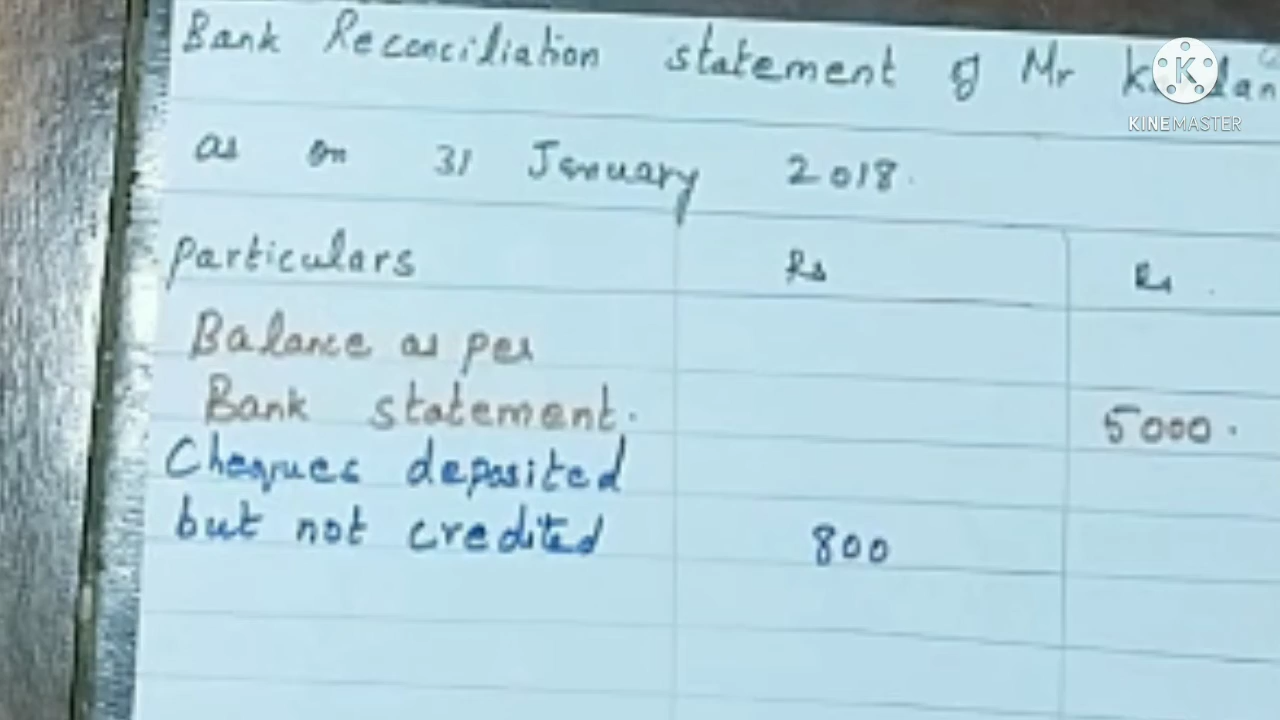 Bank Reconciliation statement of Mr
as on 31 January 2018.
Particulars Rs Rs.
Balance as per
Bank statement. 5000.
Cheques deposited
but not credited 800
K
KINEMASTER